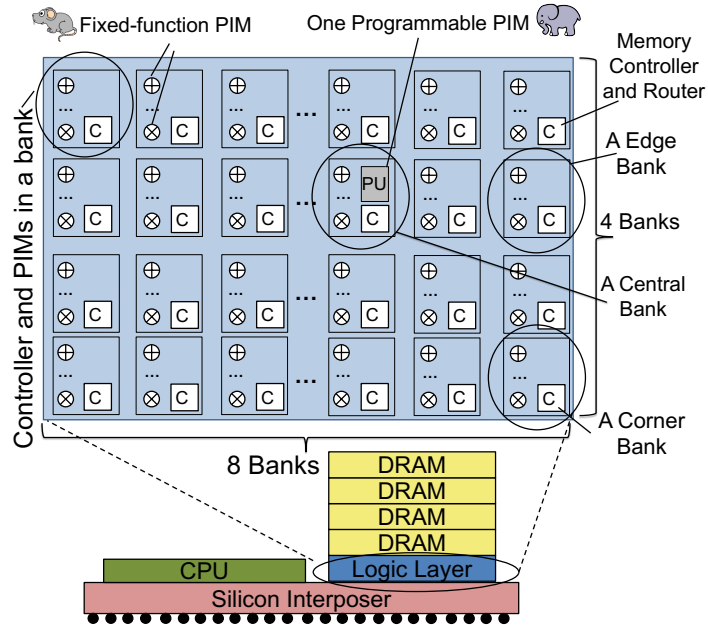 Fixed-function PIM
One Programmable PIM
Memory
Controller
and Router
Controller and PIMs in a bank
... ... ... ... ... ...
C C C ... C C C
A Edge
Bank
PU
... ... ... ... ... ...
C C C ... C C C
4 Banks
A Central
Bank
... ... ... ... ... ...
C C C ... C C C
... ... ... ... ... ...
C C C ... C C C
A Corner
Bank
8 Banks
DRAM
DRAM
DRAM
DRAM
CPU
Logic Layer
Silicon Interposer